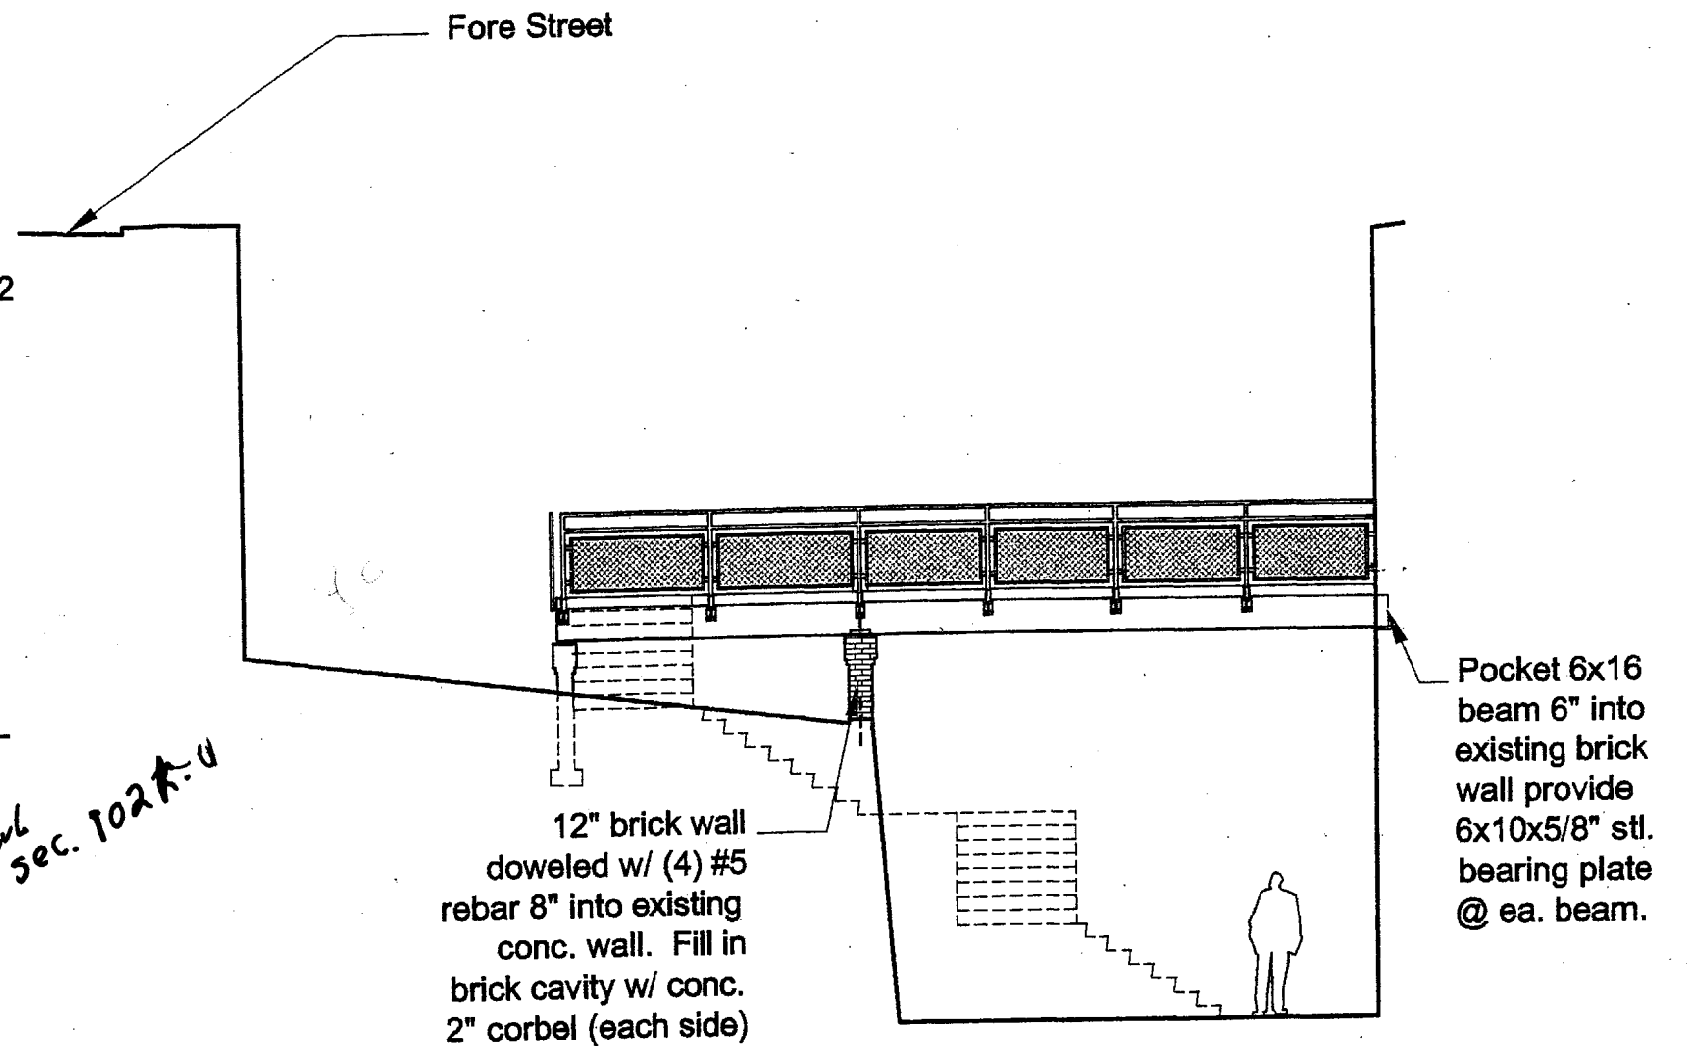 Fore Street
2
sec. 102
Pocket 6x16
beam 6" into
existing brick
wall provide
6x10x5/8" stl.
bearing plate
@ ea. beam.
12" brick wall
doweled w/ (4) #5
rebar 8" into existing
conc. wall. Fill in
brick cavity w/ conc.
2" corbel (each side)